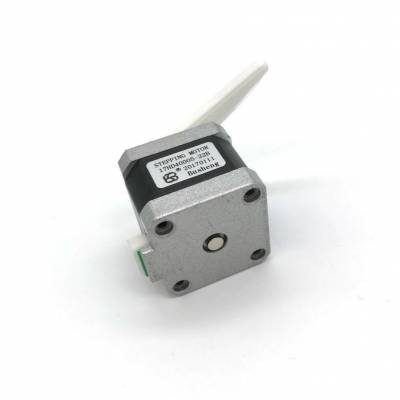 STEPPING MOTOR
17HD40005-22B
® 20170111
Busheng